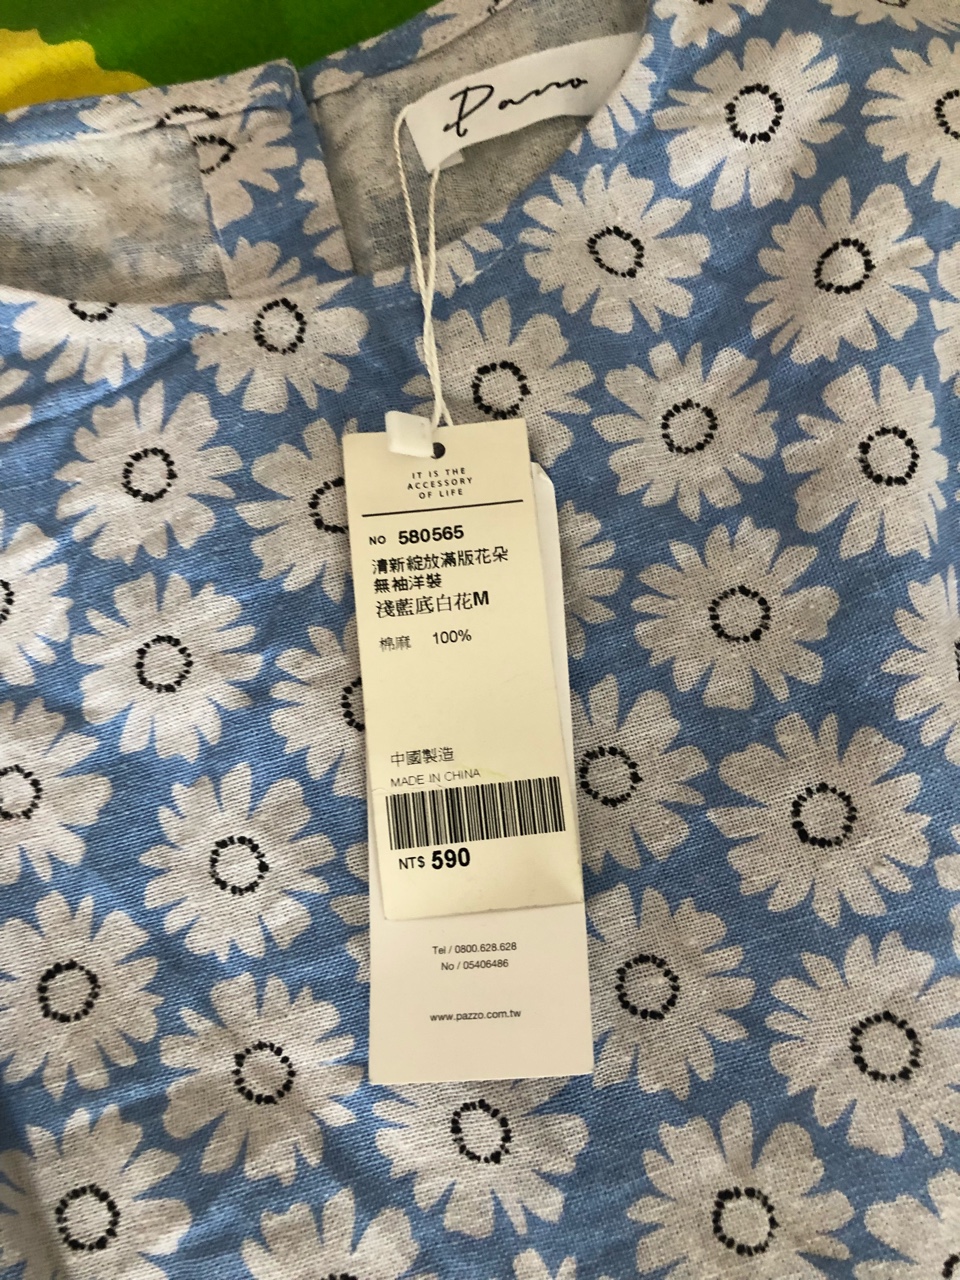 Pazzo
IT IS THE
ACCESSORY
OF LIFE
NO 580565
清新綻放滿版花朵
無袖洋裝
淺藍底白花M
棉麻 100%
中國製造
MADE IN CHINA
NT$ 590
Tel / 0800.628.628
No / 05406486
www.pazzo.com.tw